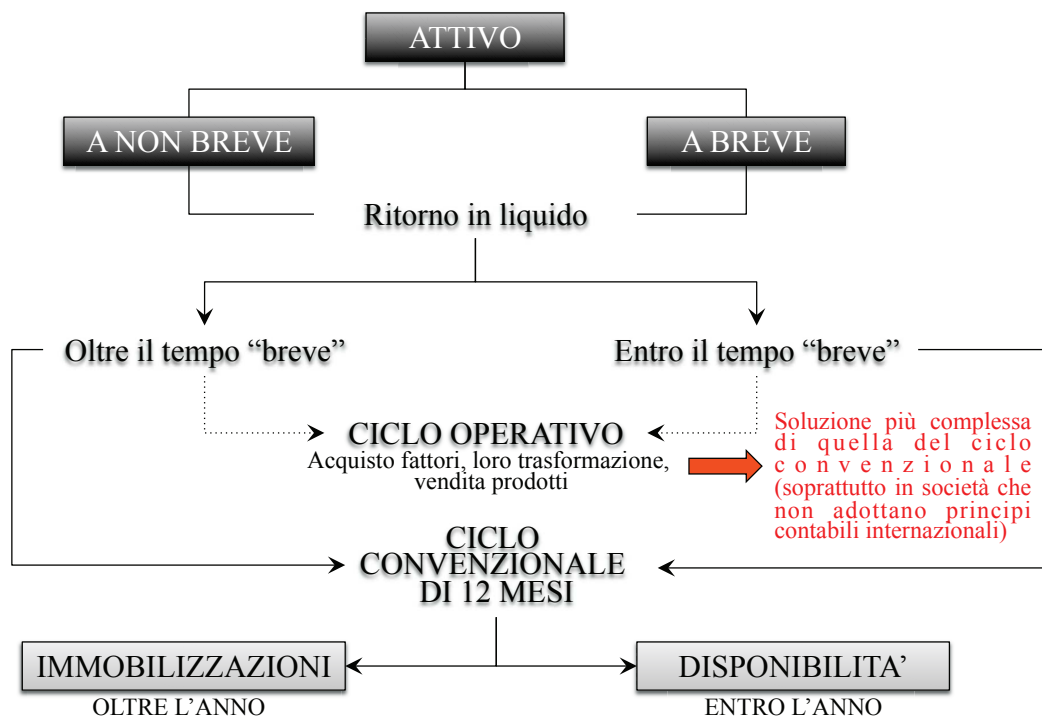 ATTIVO
A NON BREVE
A BREVE
Ritorno in liquido
Oltre il tempo “breve”
Entro il tempo “breve”
CICLO OPERATIVO
Acquisto fattori, loro trasformazione,
vendita prodotti
Soluzione più complessa
di quella del ciclo
convenzionale
(soprattutto in società che
non adottano principi
contabili internazionali)
CICLO
CONVENZIONALE
DI 12 MESI
IMMOBILIZZAZIONI
OLTRE L’ANNO
DISPONIBILITA’
ENTRO L’ANNO